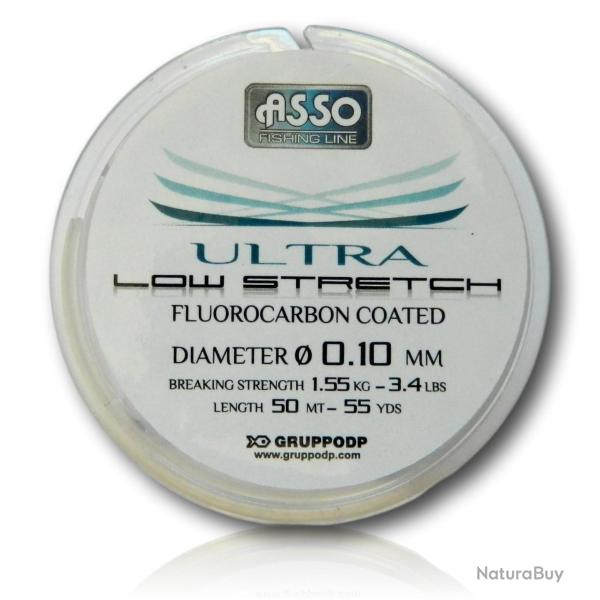 ASSO
FISHING LINE
ULTRA
LOW STRETCH
FLUOROCARBON COATED
DIAMETER Ø 0.10 MM
BREAKING STRENGTH 1.55 KG – 3.4 LBS
LENGTH 50 MT– 55 YDS
GRUPPODP
www.gruppodp.com
NaturaBuy